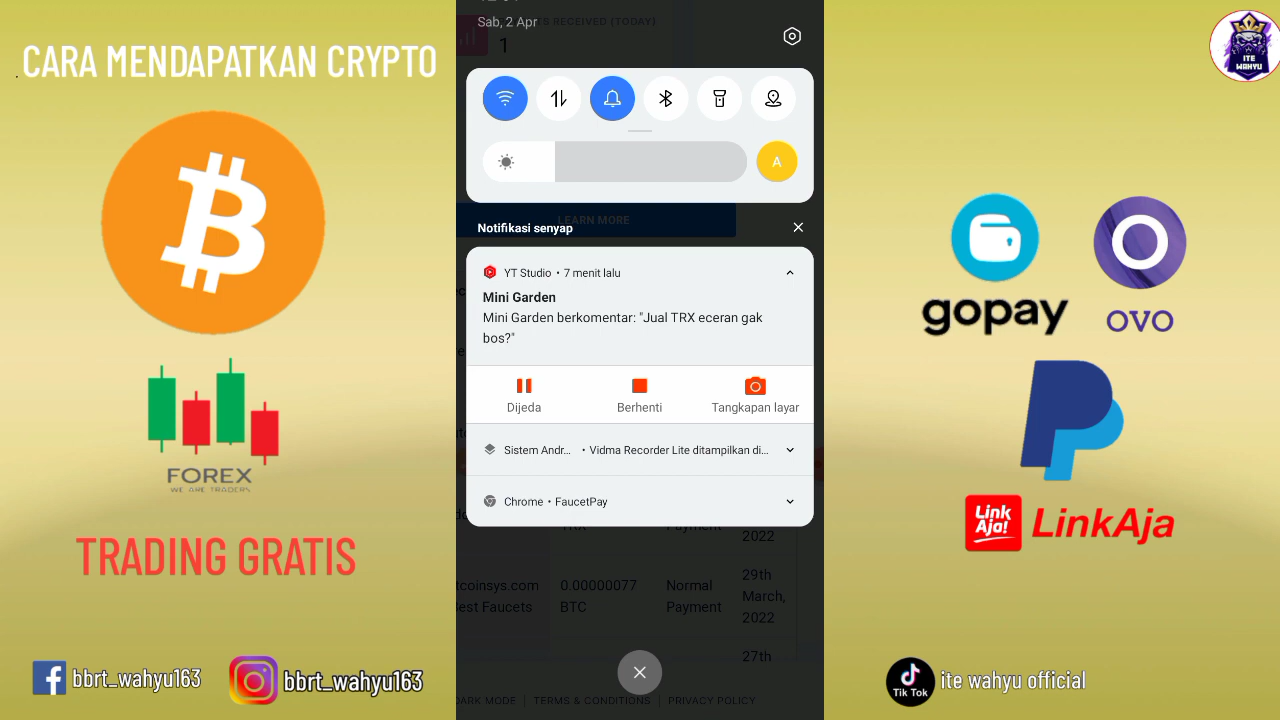 CARA MENDAPATKAN CRYPTO
FOREX
WE ARE TRADERS
TRADING GRATIS
bbrt_wahyu163
bbrt_wahyu163
Sab, 2 Apr
RECEIVED (TODAY)
1
A
LEARN MORE
Notifikasi senyap
YT Studio • 7 menit lalu
Mini Garden
Mini Garden berkomentar: "Jual TRX eceran gak
bos?"
Dijeda
Berhenti
Tangkapan layar
Sistem Andr... • Vidma Recorder Lite ditampilkan di...
Chrome • FaucetPay
TRX
Payment
2022
tcoinsys.com
Best Faucets
0.00000077
BTC
Normal
Payment
29th
March,
2022
27th
DARK MODE
TERMS & CONDITIONS
PRIVACY POLICY
ITE
WAHYU
gopay
OVO
Link
Aja!
LinkAja
Tik Tok
ite wahyu official